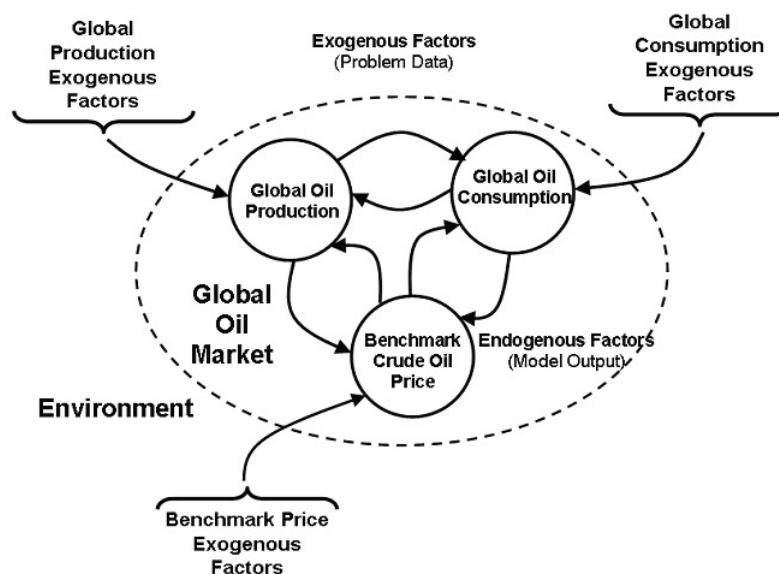 Global
Production
Exogenous
Factors
Exogenous Factors
(Problem Data)
Global
Consumption
Exogenous
Factors
Global Oil
Production
Global Oil
Consumption
Global
Oil
Market
Benchmark
Crude Oil
Price
Endogenous Factors
(Model Output)
Environment
Benchmark Price
Exogenous
Factors